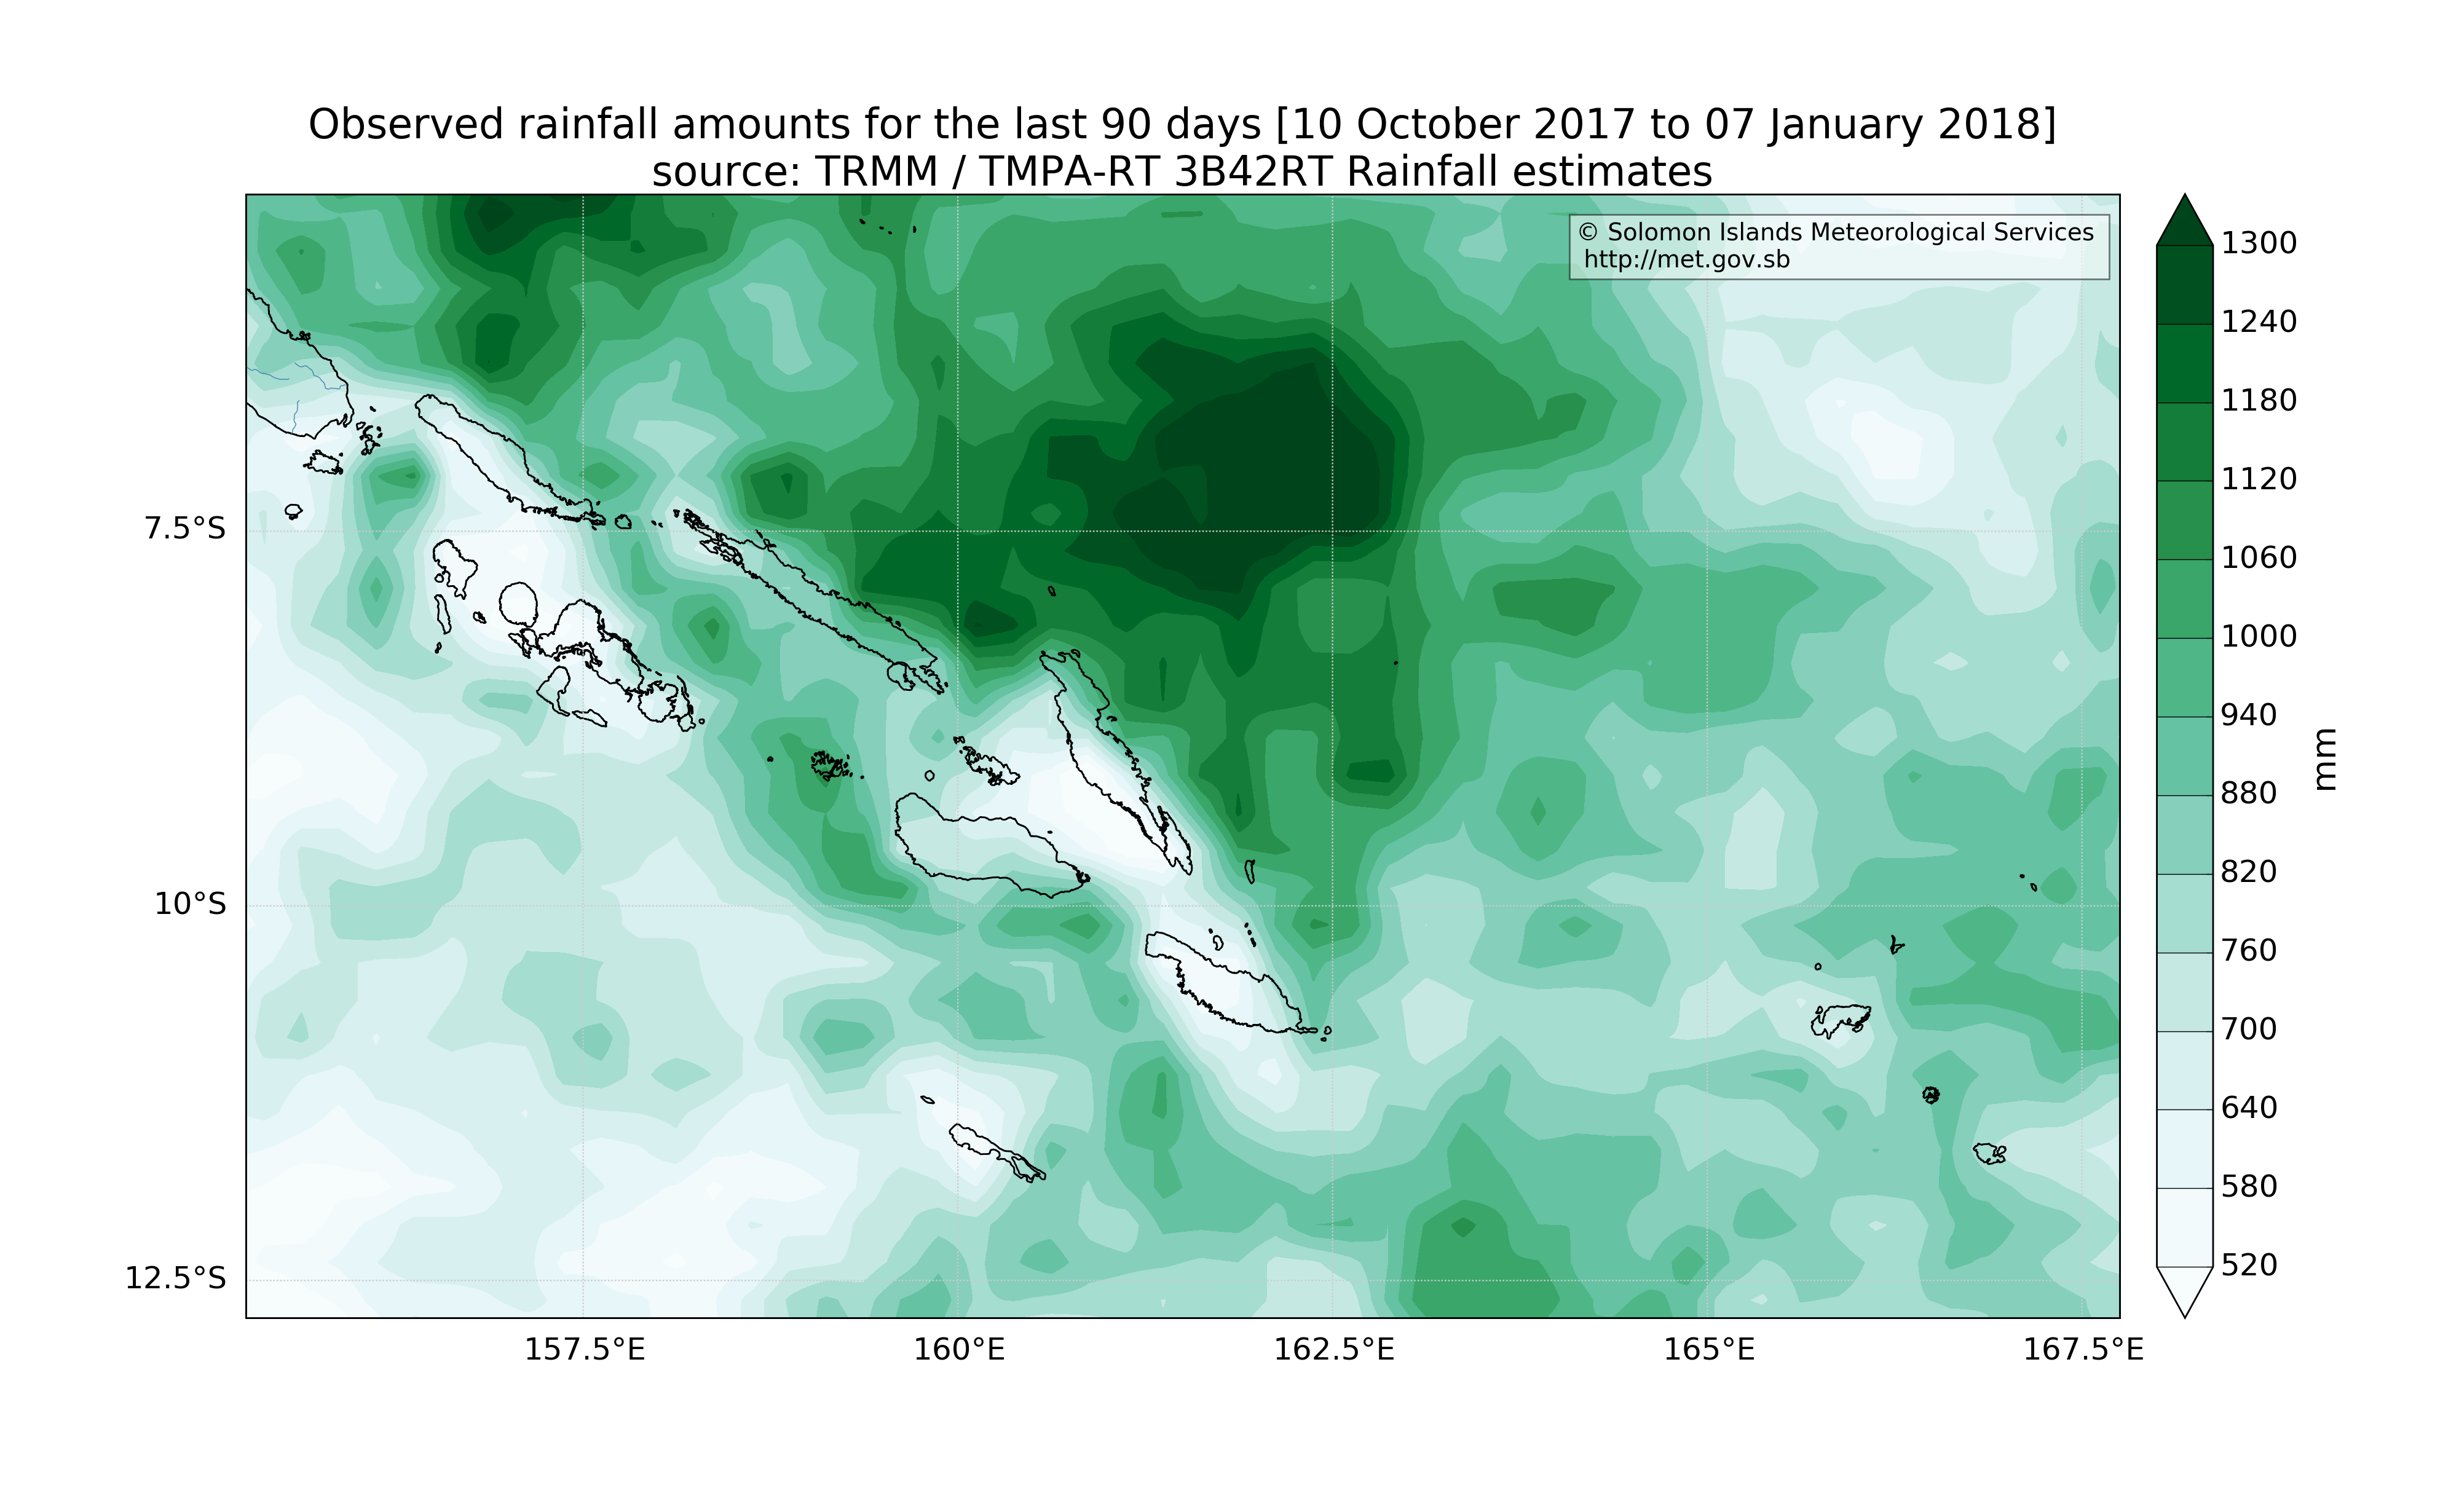 Observed rainfall amounts for the last 90 days [10 October 2017 to 07 January 2018]
source: TRMM / TMPA-RT 3B42RT Rainfall estimates
© Solomon Islands Meteorological Services
http://met.gov.sb
7.5°S
10°S
12.5°S
157.5°E
160°E
162.5°E
165°E
167.5°E
1300
1240
1180
1120
1060
1000
940
880
820
760
700
640
580
520
mm